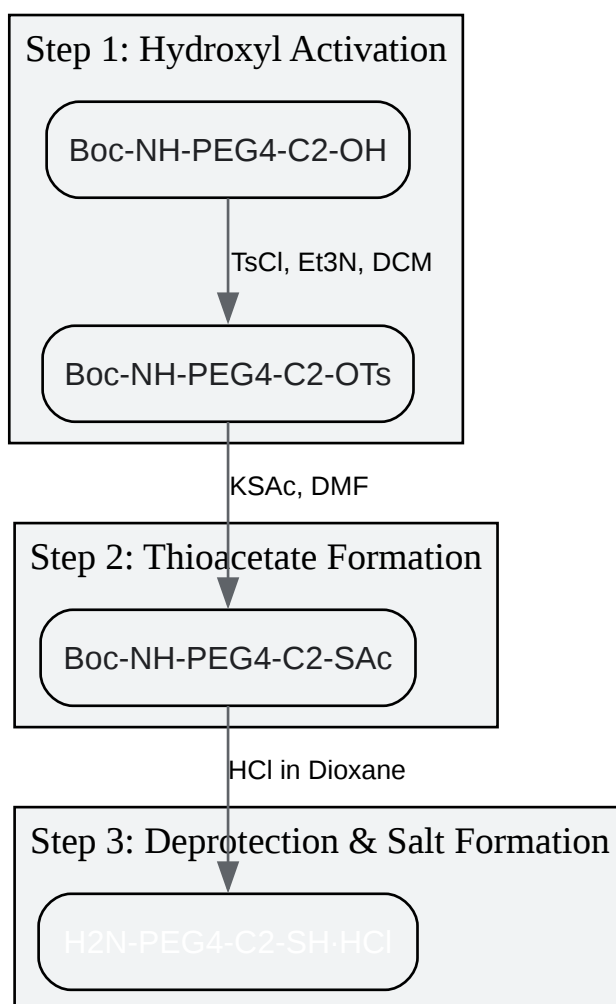 Step 1: Hydroxyl Activation
Boc-NH-PEG4-C2-OH
TsCl, Et3N, DCM
Boc-NH-PEG4-C2-OTs
KSAc, DMF
Step 2: Thioacetate Formation
Boc-NH-PEG4-C2-SAc
HCl in Dioxane
Step 3: Deprotection & Salt Formation
H2N-PEG4-C2-SH·HCl